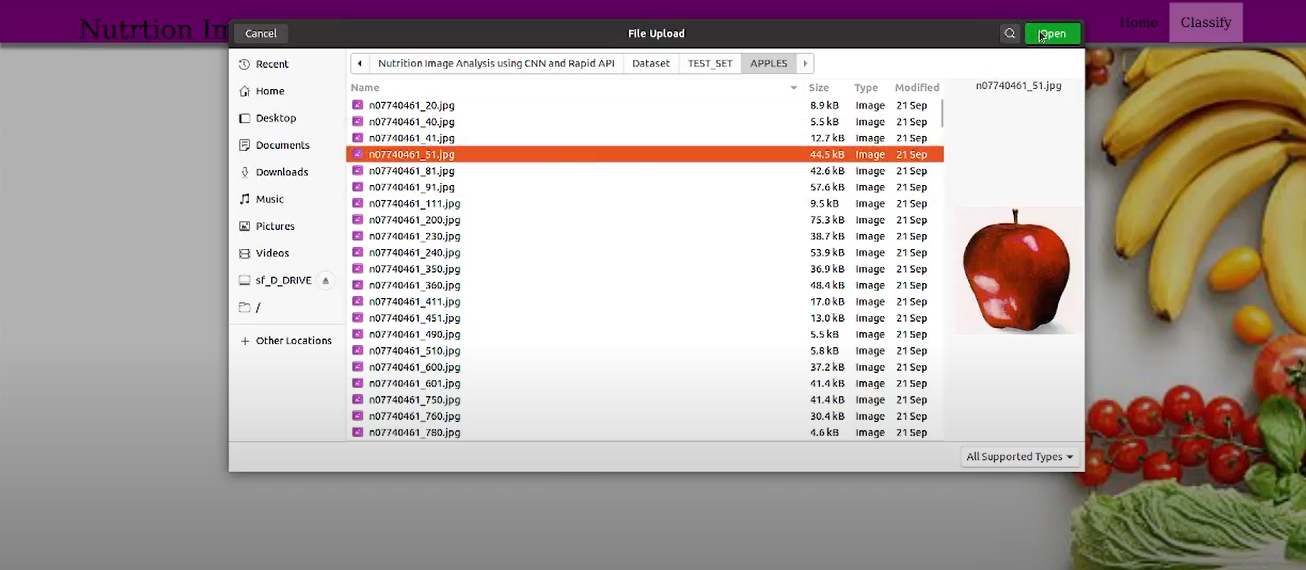 Nutrtion Im
Home Classify
Cancel File Upload Open
Recent
Home
Desktop
Documents
Downloads
Music
Pictures
Videos
sf_D_DRIVE
/
+ Other Locations
Nutrition Image Analysis using CNN and Rapid API Dataset TEST_SET APPLES
Name Size Type Modified
n07740461_20.jpg 8.9 kB Image 21 Sep
n07740461_40.jpg 5.5 kB Image 21 Sep
n07740461_41.jpg 12.7 kB Image 21 Sep
n07740461_51.jpg 44.5 kB Image 21 Sep
n07740461_81.jpg 42.6 kB Image 21 Sep
n07740461_91.jpg 57.6 kB Image 21 Sep
n07740461_111.jpg 9.5 kB Image 21 Sep
n07740461_200.jpg 75.3 kB Image 21 Sep
n07740461_230.jpg 38.7 kB Image 21 Sep
n07740461_240.jpg 53.9 kB Image 21 Sep
n07740461_350.jpg 36.9 kB Image 21 Sep
n07740461_360.jpg 48.4 kB Image 21 Sep
n07740461_411.jpg 17.0 kB Image 21 Sep
n07740461_451.jpg 13.0 kB Image 21 Sep
n07740461_490.jpg 5.5 kB Image 21 Sep
n07740461_510.jpg 5.8 kB Image 21 Sep
n07740461_600.jpg 37.2 kB Image 21 Sep
n07740461_601.jpg 41.4 kB Image 21 Sep
n07740461_750.jpg 41.4 kB Image 21 Sep
n07740461_760.jpg 30.4 kB Image 21 Sep
n07740461_780.jpg 4.6 kB Image 21 Sep
n07740461_51.jpg
All Supported Types